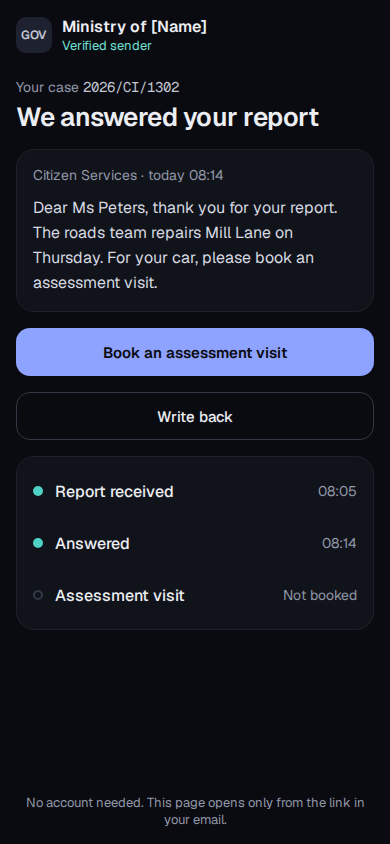 GOV
Ministry of [Name]
Verified sender
Your case 2026/CI/1302
We answered your report
Citizen Services · today 08:14
Dear Ms Peters, thank you for your report.
The roads team repairs Mill Lane on
Thursday. For your car, please book an
assessment visit.
Book an assessment visit
Write back
Report received 08:05
Answered 08:14
Assessment visit Not booked
No account needed. This page opens only from the link in
your email.